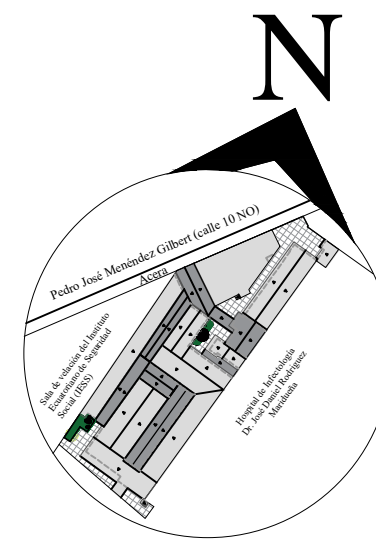 N
Pedro José Menéndez Gilbert (calle 10 NO)
Acera
Sala de velación del Instituto
Ecuatoriano de Seguridad
Social (IESS)
Hospital de Infectología
Dr. José Daniel Rodríguez
Maridueña